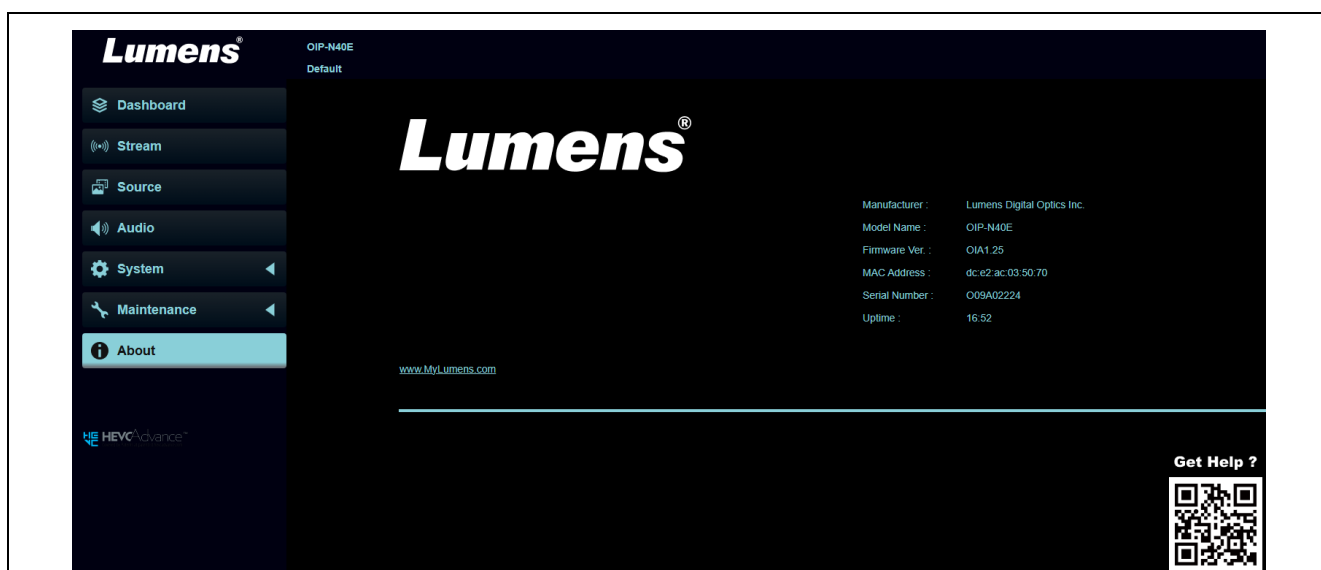 Lumens®
OIP-N40E
Default
Dashboard
Stream
Source
Audio
System
Maintenance
About
HEVCAdvance™
Lumens®
Manufacturer : Lumens Digital Optics Inc.
Model Name : OIP-N40E
Firmware Ver. : OIA1.25
MAC Address : dc:e2:ac:03:50:70
Serial Number : O09A02224
Uptime : 16:52
www.MyLumens.com
Get Help ?